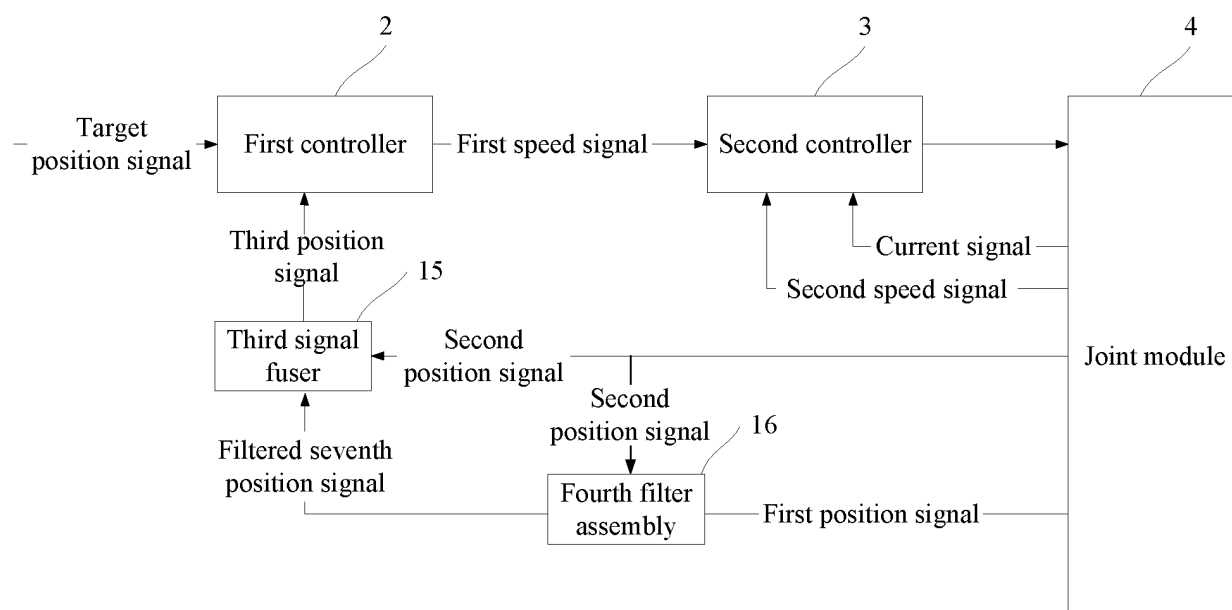 2
3
4
Target
position signal
First controller
First speed signal
Second controller
Third position
signal
Current signal
15
Second speed signal
Third signal
fuser
Second
position signal
Joint module
Second
position signal
16
Filtered seventh
position signal
Fourth filter
assembly
First position signal